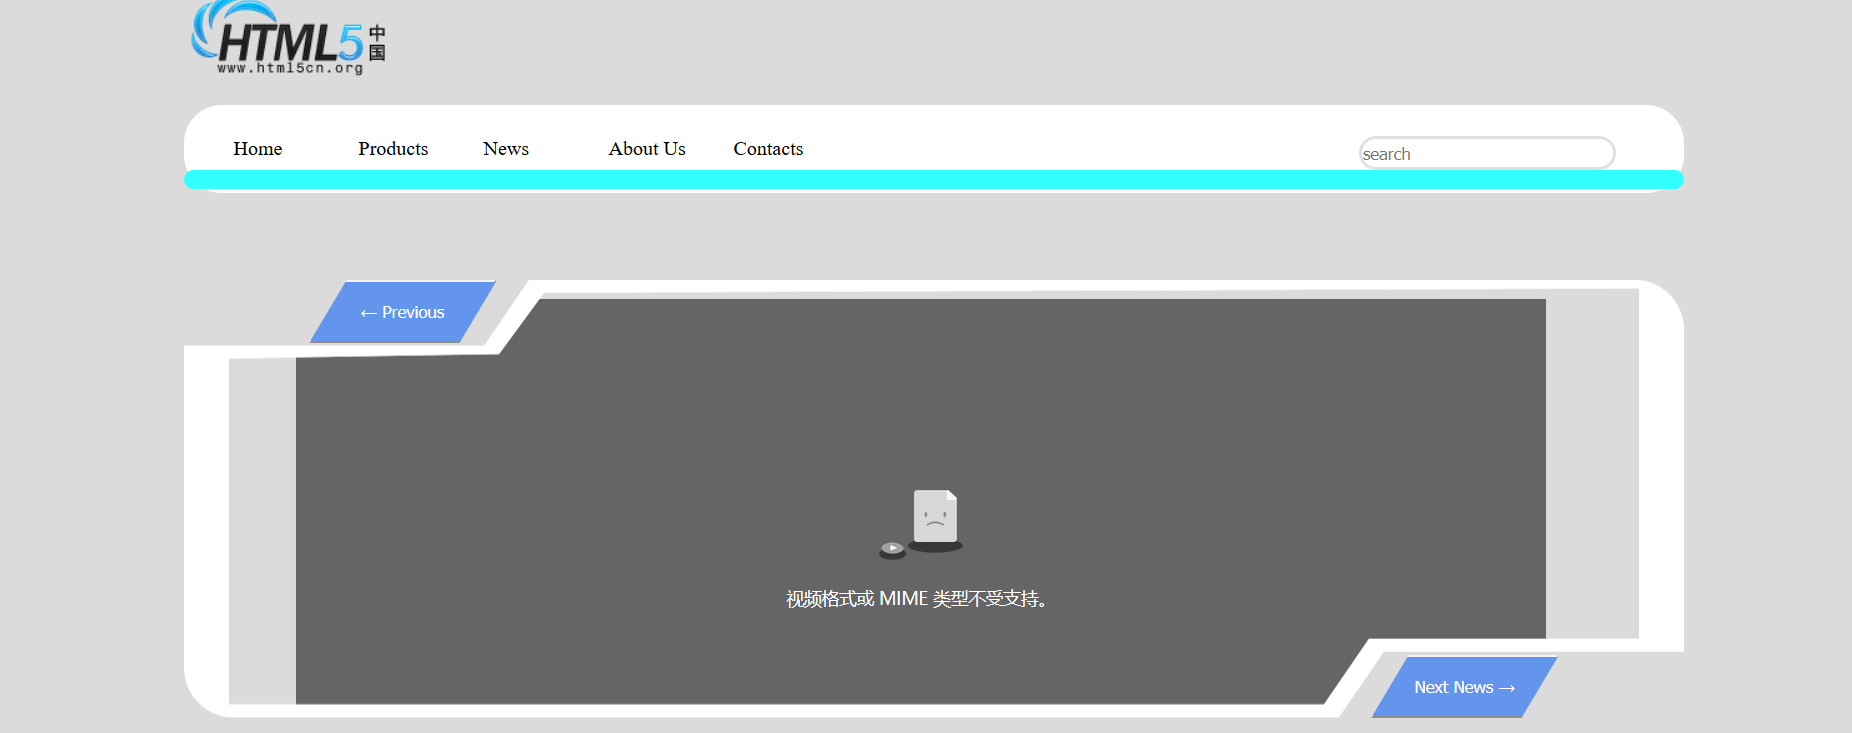 HTML5 中国
www.html5cn.org
Home Products News About Us Contacts search
← Previous
视频格式或 MIME 类型不受支持。
Next News →